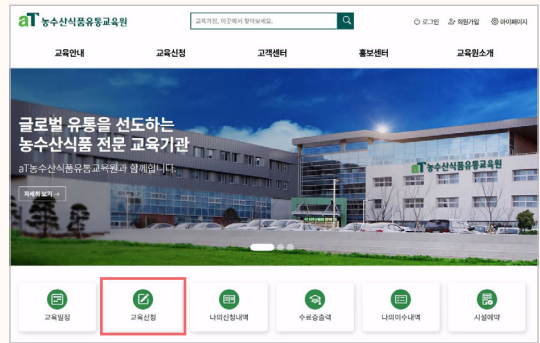 aT 농수산식품유통교육원
교육과정, 이곳에서 찾아보세요.
로그인 회원가입 마이페이지
교육안내 교육신청 고객센터 홍보센터 교육원소개
글로벌 유통을 선도하는
농수산식품 전문 교육기관
aT농수산식품유통교육원과 함께합니다.
자세히 보기 →
aT 농수산식품유통교육원
교육일정 교육신청 나의신청내역 수료증출력 나의이수내역 시설예약